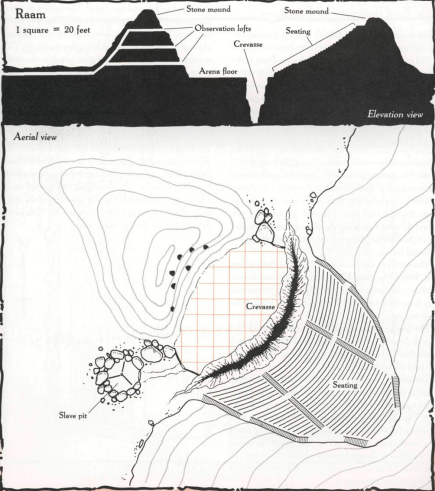 Raam
1 square = 20 feet
Stone mound
Observation lofts
Crevasse
Arena floor
Stone mound
Seating
Elevation view
Aerial view
Crevasse
Seating
Slave pit